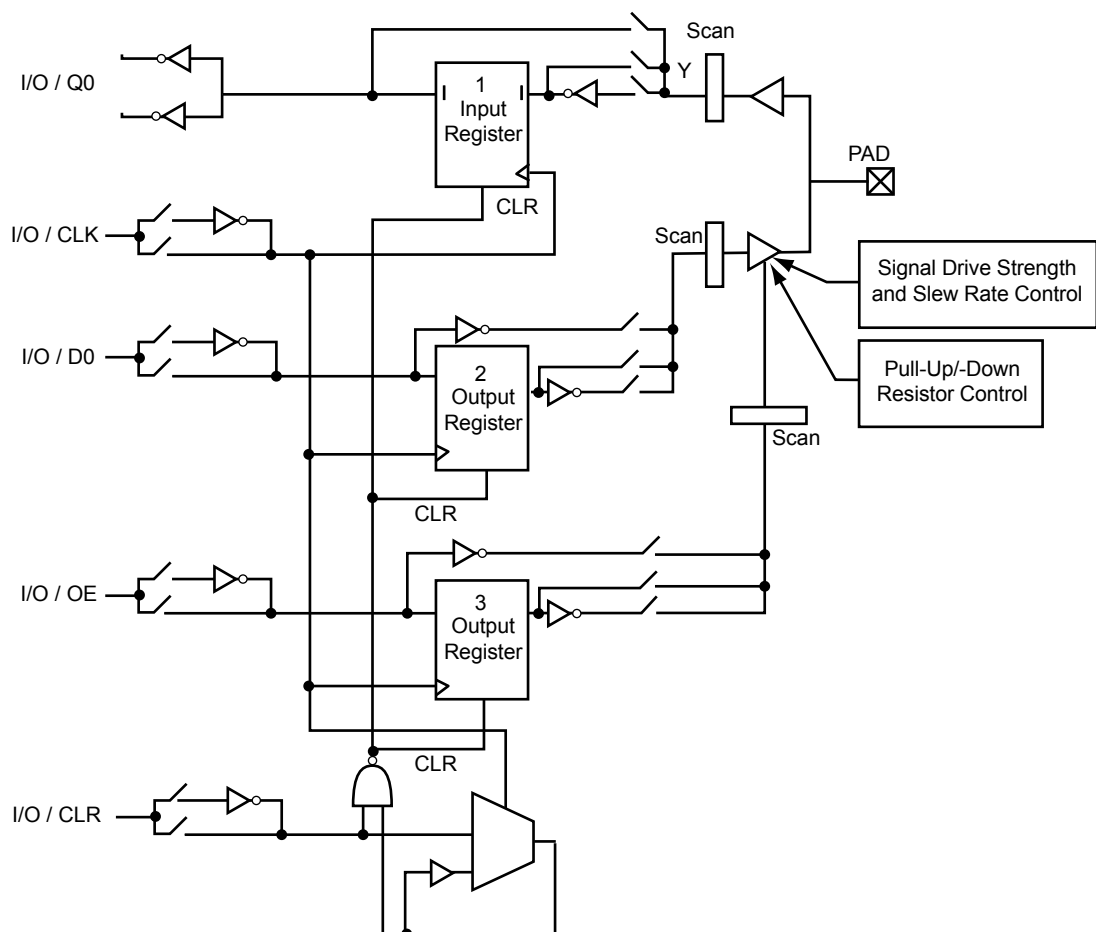 Scan
I/O / Q0
Y
1
Input
Register
PAD
CLR
I/O / CLK
Scan
Signal Drive Strength
and Slew Rate Control
I/O / D0
2
Output
Register
Pull-Up/-Down
Resistor Control
Scan
CLR
I/O / OE
3
Output
Register
CLR
I/O / CLR